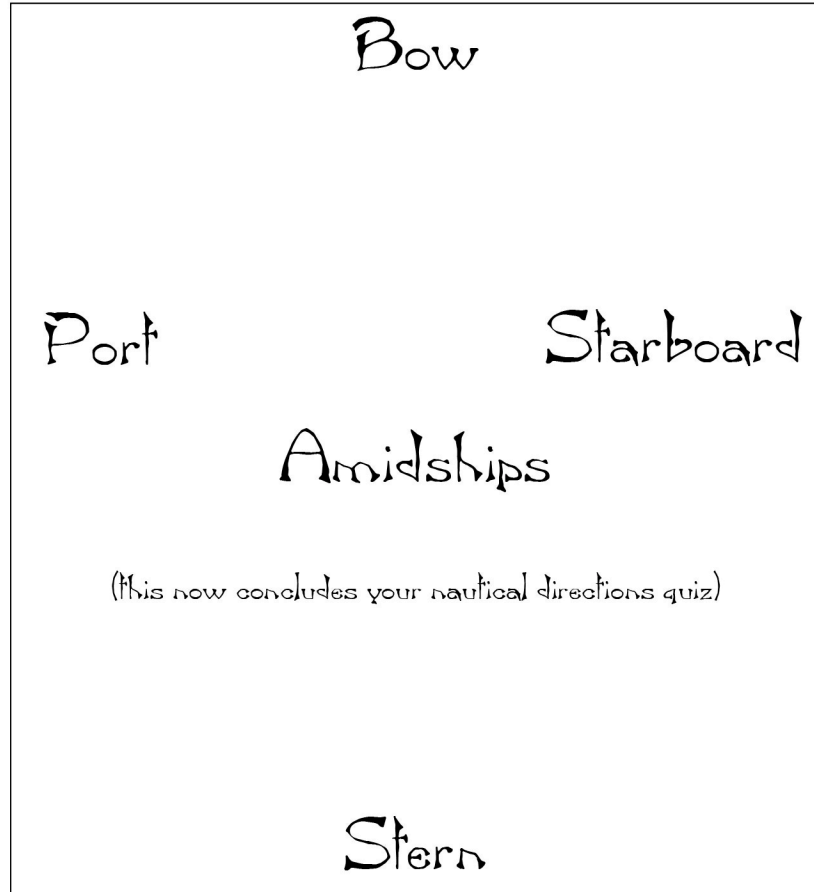 Bow
Port Starboard
Amidships
(this now concludes your nautical directions quiz)
Stern